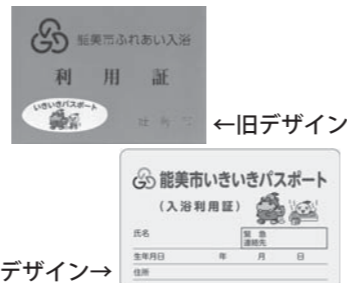 能美市ふれあい入浴
利用証
いきいきパスポート
←旧デザイン
能美市いきいきパスポート
(入浴利用証)
氏名
緊急
連絡先
生年月日 年 月 日
デザイン→
住所